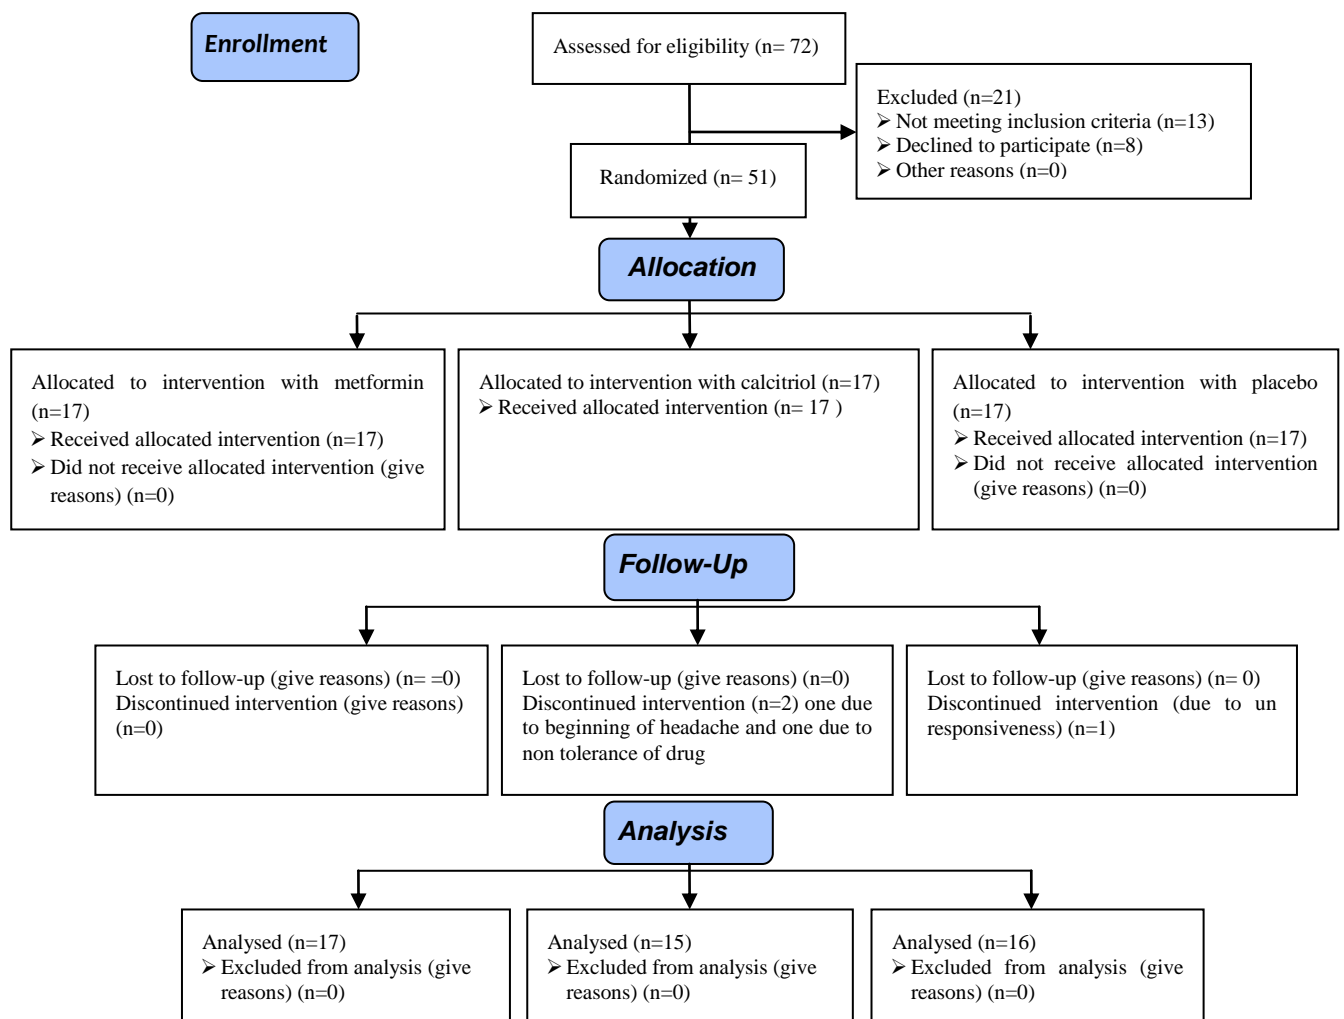 Enrollment
Assessed for eligibility (n= 72)
Excluded (n=21)
➢ Not meeting inclusion criteria (n=13)
➢ Declined to participate (n=8)
➢ Other reasons (n=0)
Randomized (n= 51)
Allocation
Allocated to intervention with metformin
(n=17)
➢ Received allocated intervention (n=17)
➢ Did not receive allocated intervention (give
reasons) (n=0)
Allocated to intervention with calcitriol (n=17)
➢ Received allocated intervention (n= 17 )
Allocated to intervention with placebo
(n=17)
➢ Received allocated intervention (n=17)
➢ Did not receive allocated intervention
(give reasons) (n=0)
Follow-Up
Lost to follow-up (give reasons) (n= =0)
Discontinued intervention (give reasons)
(n=0)
Lost to follow-up (give reasons) (n=0)
Discontinued intervention (n=2) one due
to beginning of headache and one due to
non tolerance of drug
Lost to follow-up (give reasons) (n= 0)
Discontinued intervention (due to un
responsiveness) (n=1)
Analysis
Analysed (n=17)
➢ Excluded from analysis (give
reasons) (n=0)
Analysed (n=15)
➢ Excluded from analysis (give
reasons) (n=0)
Analysed (n=16)
➢ Excluded from analysis (give
reasons) (n=0)